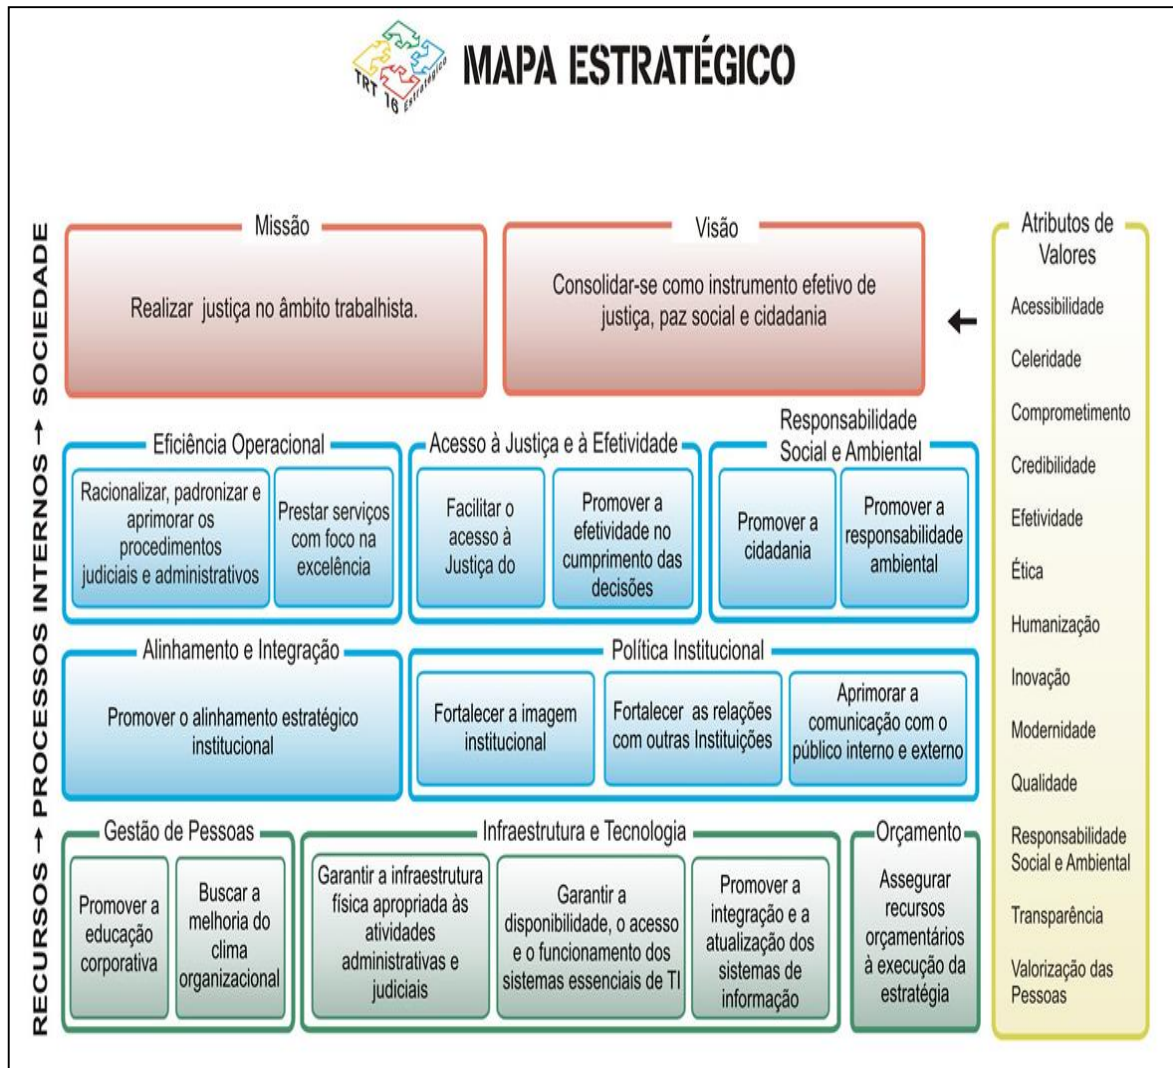 TRT 16 Estratégico
MAPA ESTRATÉGICO
RECURSOS → PROCESSOS INTERNOS → SOCIEDADE
Missão
Realizar justiça no âmbito trabalhista.
Visão
Consolidar-se como instrumento efetivo de
justiça, paz social e cidadania
Eficiência Operacional
Racionalizar, padronizar e
aprimorar os
procedimentos
judiciais e administrativos
Prestar serviços
com foco na
excelência
Acesso à Justiça e à Efetividade
Facilitar o
acesso à
Justiça do
Promover a
efetividade no
cumprimento das
decisões
Responsabilidade
Social e Ambiental
Promover a
cidadania
Promover a
responsabilidade
ambiental
Alinhamento e Integração
Promover o alinhamento estratégico
institucional
Política Institucional
Fortalecer a imagem
institucional
Fortalecer as relações
com outras Instituições
Aprimorar a
comunicação com o
público interno e externo
Gestão de Pessoas
Promover a
educação
corporativa
Buscar a
melhoria do
clima
organizacional
Infraestrutura e Tecnologia
Garantir a infraestrutura
física apropriada às
atividades
administrativas e
judiciais
Garantir a
disponibilidade, o acesso
e o funcionamento dos
sistemas essenciais de TI
Promover a
integração e a
atualização dos
sistemas de
informação
Orçamento
Assegurar
recursos
orçamentários
à execução da
estratégia
Atributos de
Valores
Acessibilidade
Celeridade
Comprometimento
Credibilidade
Efetividade
Ética
Humanização
Inovação
Modernidade
Qualidade
Responsabilidade
Social e Ambiental
Transparência
Valorização das
Pessoas